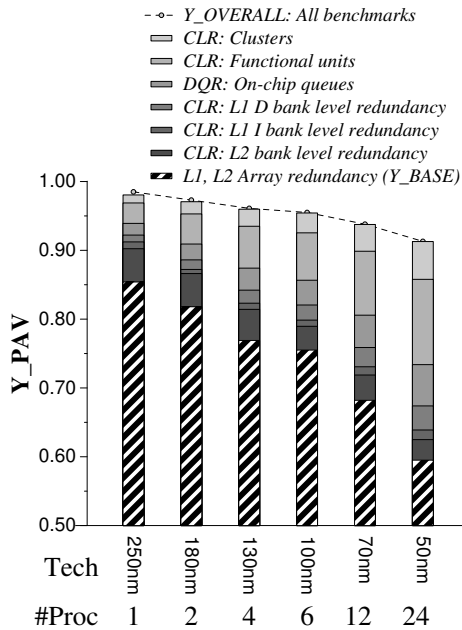 Y_OVERALL: All benchmarks
CLR: Clusters
CLR: Functional units
DQR: On-chip queues
CLR: L1 D bank level redundancy
CLR: L1 I bank level redundancy
CLR: L2 bank level redundancy
L1, L2 Array redundancy (Y_BASE)
Y_PAV
1.00
0.90
0.80
0.70
0.60
0.50
Tech 250nm 180nm 130nm 100nm 70nm 50nm
#Proc 1 2 4 6 12 24